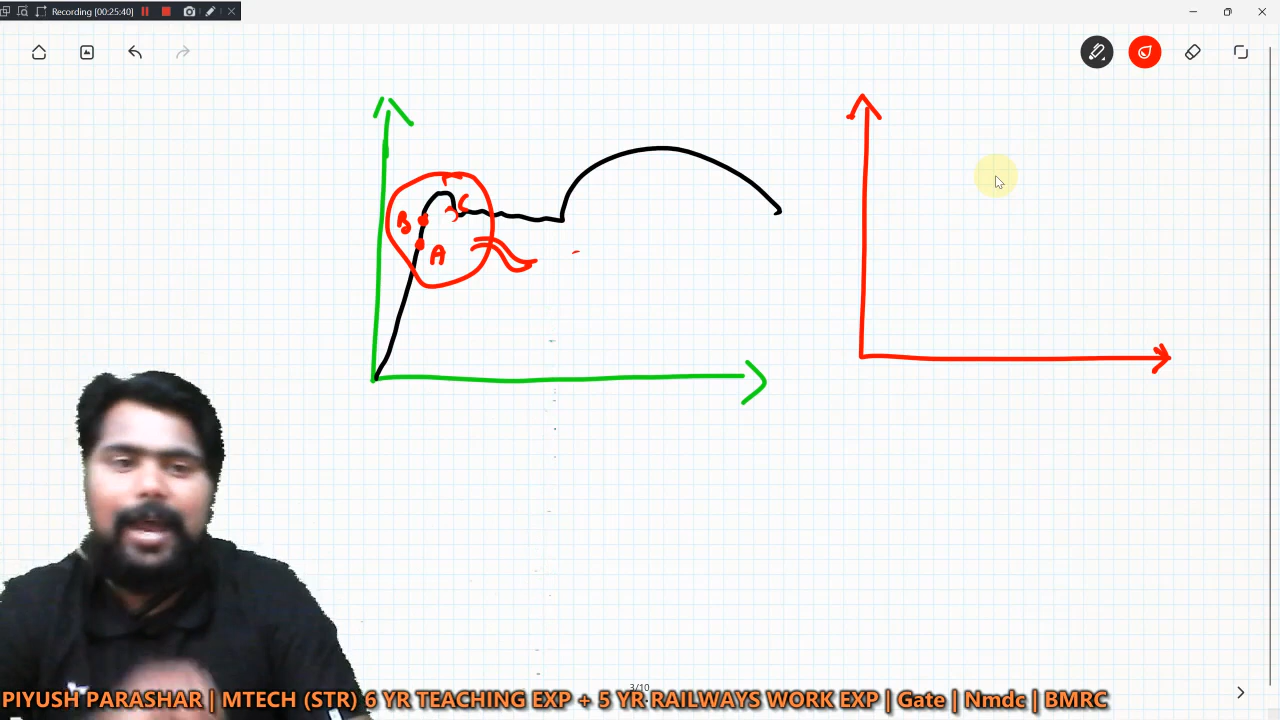 Recording [00:25:40]
B
C
A
3/10
PIYUSH PARASHAR | MTECH (STR) 6 YR TEACHING EXP + 5 YR RAILWAYS WORK EXP | Gate | Nmdc | BMRC